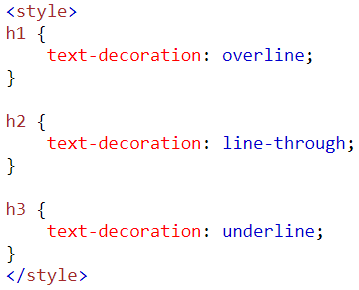 <style>
h1 {
    text-decoration: overline;
}

h2 {
    text-decoration: line-through;
}

h3 {
    text-decoration: underline;
}
</style>